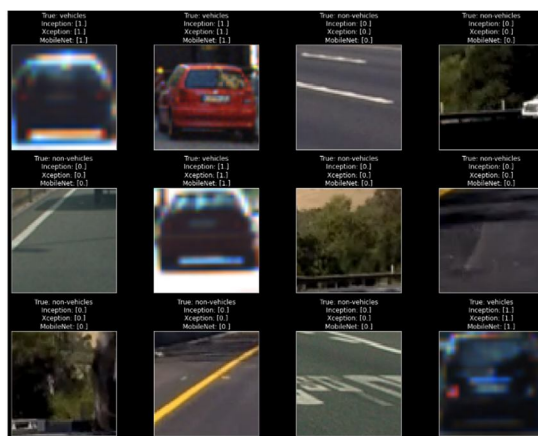 True: vehicles
Inception: [1.]
Xception: [1.]
MobileNet: [1.]
True: vehicles
Inception: [1.]
Xception: [1.]
MobileNet: [1.]
True: non-vehicles
Inception: [0.]
Xception: [0.]
MobileNet: [0.]
True: non-vehicles
Inception: [0.]
Xception: [0.]
MobileNet: [0.]
True: non-vehicles
Inception: [0.]
Xception: [0.]
MobileNet: [0.]
True: vehicles
Inception: [1.]
Xception: [1.]
MobileNet: [1.]
True: non-vehicles
Inception: [0.]
Xception: [0.]
MobileNet: [0.]
True: non-vehicles
Inception: [0.]
Xception: [0.]
MobileNet: [0.]
True: non-vehicles
Inception: [0.]
Xception: [0.]
MobileNet: [0.]
True: non-vehicles
Inception: [0.]
Xception: [0.]
MobileNet: [0.]
True: non-vehicles
Inception: [0.]
Xception: [0.]
MobileNet: [0.]
True: vehicles
Inception: [1.]
Xception: [1.]
MobileNet: [1.]